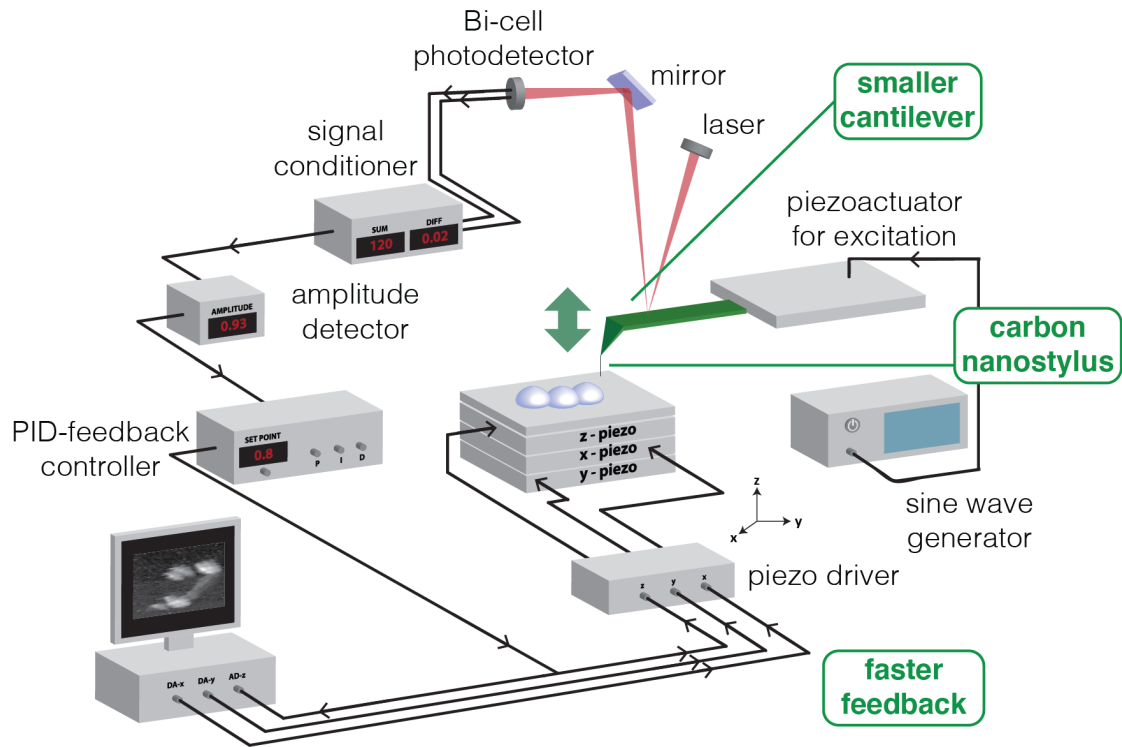 Bi-cell
photodetector
mirror
laser
smaller
cantilever
signal
conditioner
SUM
DIFF
120
0.02
piezoactuator
for excitation
AMPLITUDE
0.93
amplitude
detector
carbon
nanostylus
PID-feedback
controller
SET POINT
0.8
P
I
D
z - piezo
x - piezo
y - piezo
z
y
x
sine wave
generator
piezo driver
z
y
x
DA-x
DA-y
AD-z
faster
feedback